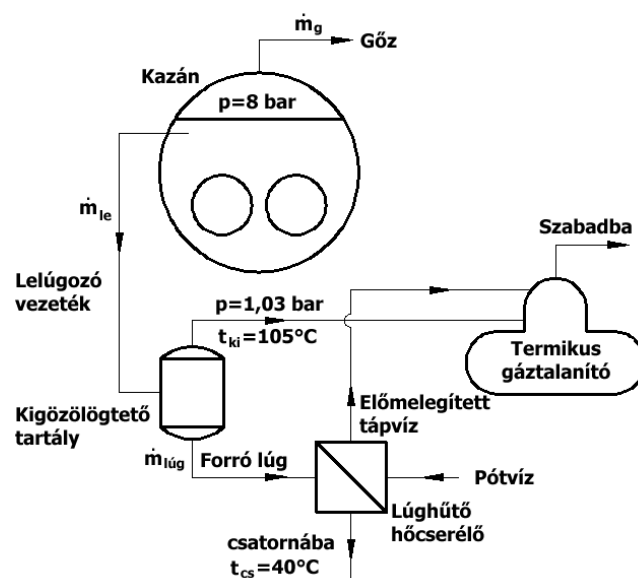 ṁg
Gőz
Kazán
p=8 bar
ṁle
Szabadba
Lelúgozó
vezeték
p=1,03 bar
tki=105°C
Termikus
gáztalanító
Kigőzölögtető
tartály
Előmelegített
tápvíz
ṁlúg
Forró lúg
Pótvíz
Lúghűtő
hőcserélő
csatornába
tcs=40°C